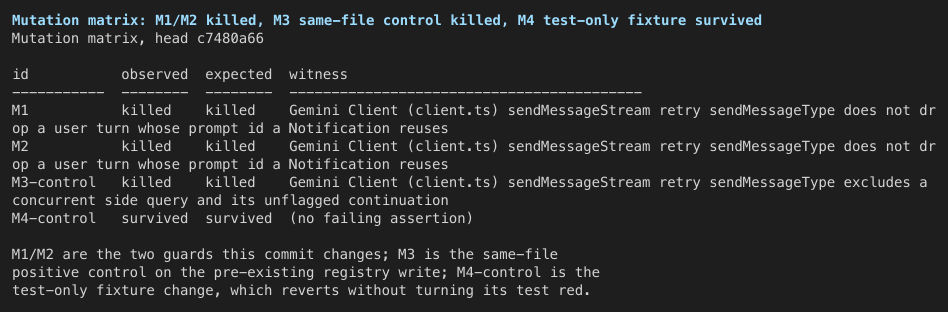 Mutation matrix: M1/M2 killed, M3 same-file control killed, M4 test-only fixture survived
Mutation matrix, head c7480a66
id           observed  expected  witness
-----------  --------  --------  ------------------------------------------
M1           killed    killed    Gemini Client (client.ts) sendMessageStream retry sendMessageType does not dr
op a user turn whose prompt id a Notification reuses
M2           killed    killed    Gemini Client (client.ts) sendMessageStream retry sendMessageType does not dr
op a user turn whose prompt id a Notification reuses
M3-control   killed    killed    Gemini Client (client.ts) sendMessageStream retry sendMessageType excludes a
concurrent side query and its unflagged continuation
M4-control   survived  survived  (no failing assertion)
M1/M2 are the two guards this commit changes; M3 is the same-file
positive control on the pre-existing registry write; M4-control is the
test-only fixture change, which reverts without turning its test red.